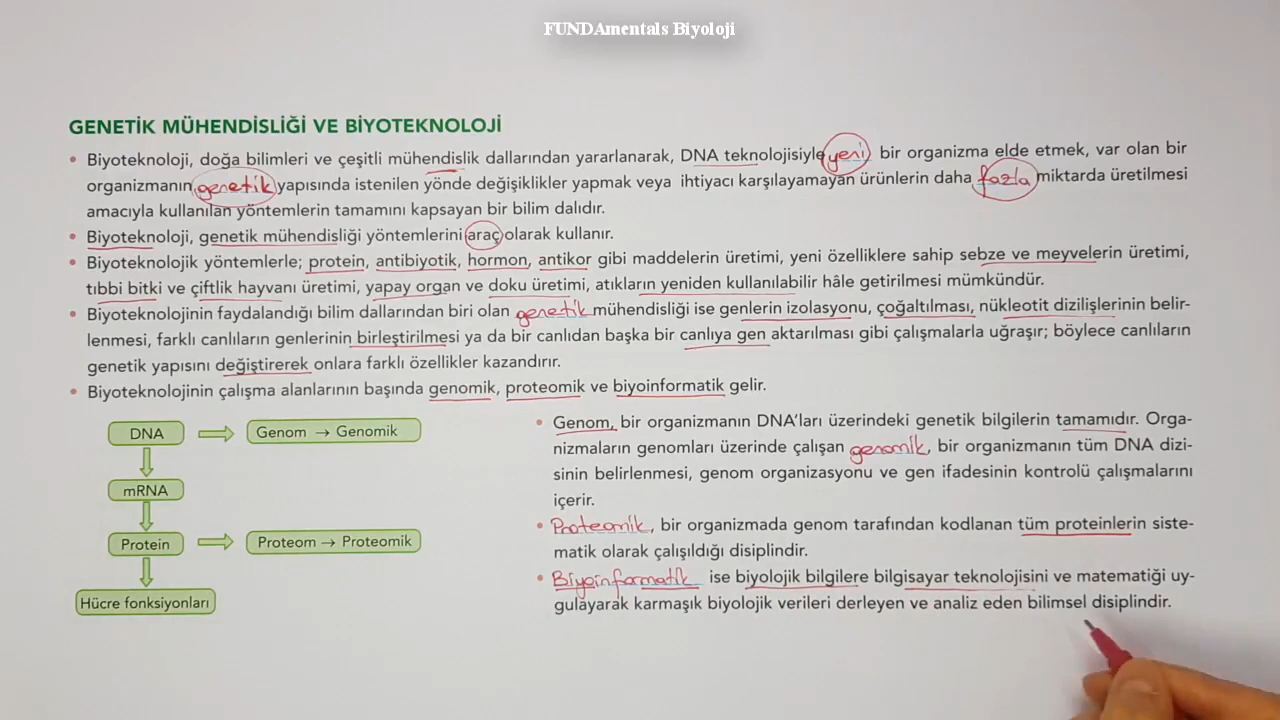 FUNDAmentals Biyoloji
GENETİK MÜHENDİSLİĞİ VE BİYOTEKNOLOJİ
• Biyoteknoloji, doğa bilimleri ve çeşitli mühendislik dallarından yararlanarak, DNA teknolojisiyle yeni bir organizma elde etmek, var olan bir
organizmanın genetik yapısında istenilen yönde değişiklikler yapmak veya ihtiyacı karşılayamayan ürünlerin daha fazla miktarda üretilmesi
amacıyla kullanılan yöntemlerin tamamını kapsayan bir bilim dalıdır.
• Biyoteknoloji, genetik mühendisliği yöntemlerini araç olarak kullanır.
• Biyoteknolojik yöntemlerle; protein, antibiyotik, hormon, antikor gibi maddelerin üretimi, yeni özelliklere sahip sebze ve meyvelerin üretimi,
tıbbi bitki ve çiftlik hayvanı üretimi, yapay organ ve doku üretimi, atıkların yeniden kullanılabilir hâle getirilmesi mümkündür.
• Biyoteknolojinin faydalandığı bilim dallarından biri olan genetik mühendisliği ise genlerin izolasyonu, çoğaltılması, nükleotit dizilişlerinin belir-
lenmesi, farklı canlıların genlerinin birleştirilmesi ya da bir canlıdan başka bir canlıya gen aktarılması gibi çalışmalarla uğraşır; böylece canlıların
genetik yapısını değiştirerek onlara farklı özellikler kazandırır.
• Biyoteknolojinin çalışma alanlarının başında genomik, proteomik ve biyoinformatik gelir.
DNA
Genom → Genomik
mRNA
Protein
Proteom → Proteomik
Hücre fonksiyonları
• Genom, bir organizmanın DNA'ları üzerindeki genetik bilgilerin tamamıdır. Orga-
nizmaların genomları üzerinde çalışan genomik, bir organizmanın tüm DNA dizi-
sinin belirlenmesi, genom organizasyonu ve gen ifadesinin kontrolü çalışmalarını
içerir.
• Proteomik, bir organizmada genom tarafından kodlanan tüm proteinlerin siste-
matik olarak çalışıldığı disiplindir.
• Biyoinformatik ise biyolojik bilgilere bilgisayar teknolojisini ve matematiği uy-
gulayarak karmaşık biyolojik verileri derleyen ve analiz eden bilimsel disiplindir.